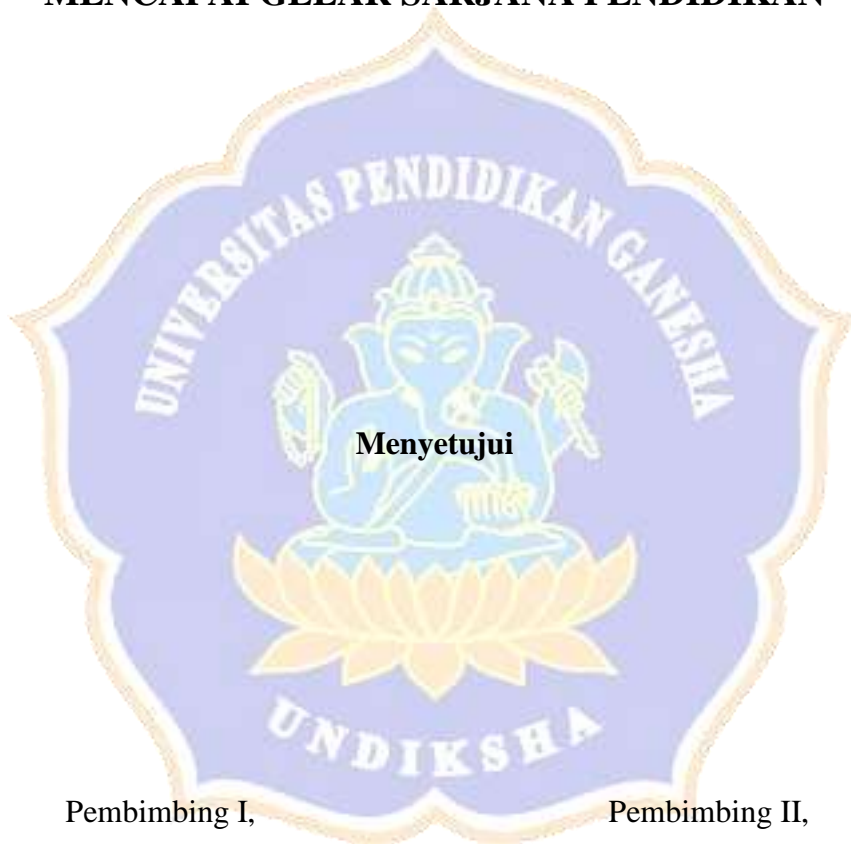 MENCAPAI GELAR SARJANA PENDIDIKAN
UNIVERSITAS PENDIDIKAN GANESHA
Menyetujui
UNDIKSHA
Pembimbing I, Pembimbing II,